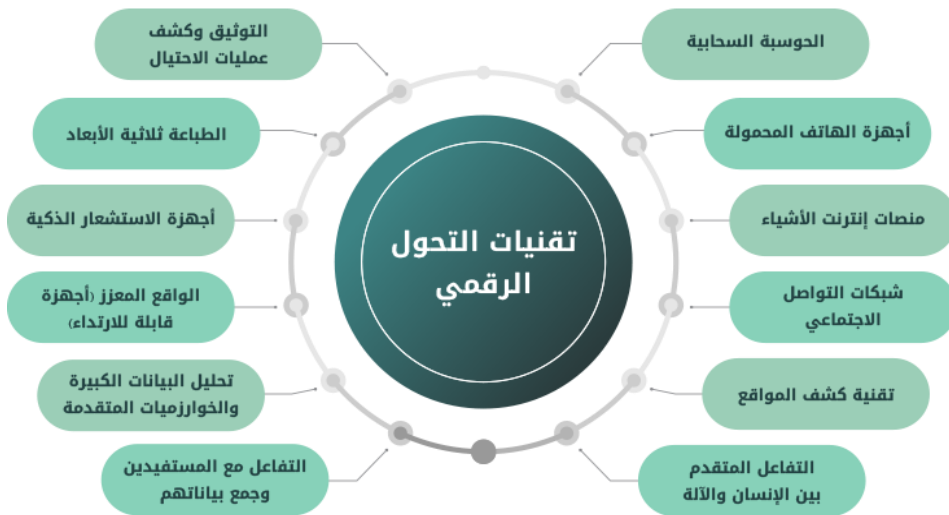 تقنيات التحول
الرقمي
الحوسبة السحابية
أجهزة الهاتف المحمولة
منصات إنترنت الأشياء
شبكات التواصل
الاجتماعي
تقنية كشف المواقع
التفاعل المتقدم
بين الإنسان والآلة
التوثيق وكشف
عمليات الاحتيال
الطباعة ثلاثية الأبعاد
أجهزة الاستشعار الذكية
الواقع المعزز (أجهزة
قابلة للارتداء)
تحليل البيانات الكبيرة
والخوارزميات المتقدمة
التفاعل مع المستفيدين
وجمع بياناتهم